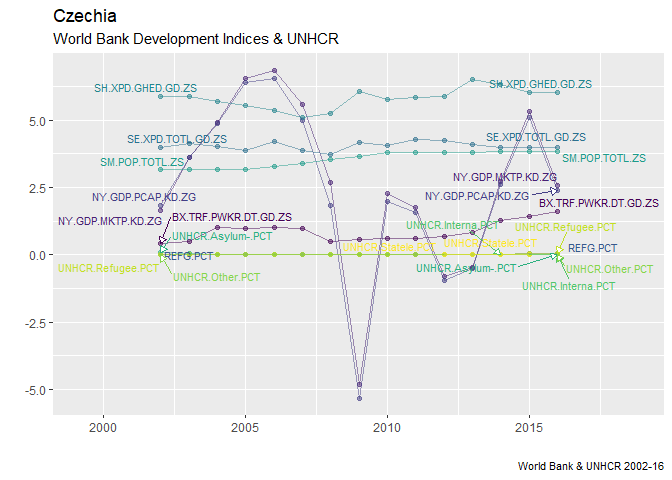 Czechia
World Bank Development Indices & UNHCR
SH.XPD.GHED.GD.ZS
SH.XPD.GHED.GD.ZS
5.0
SE.XPD.TOTL.GD.ZS
SE.XPD.TOTL.GD.ZS
SM.POP.TOTL.ZS
SM.POP.TOTL.ZS
NY.GDP.MKTP.KD.ZG
2.5
NY.GDP.PCAP.KD.ZG
NY.GDP.PCAP.KD.ZG
BX.TRF.PWKR.DT.GD.ZS
NY.GDP.MKTP.KD.ZG
BX.TRF.PWKR.DT.GD.ZS
UNHCR.Interna.PCT
UNHCR.Refugee.PCT
UNHCR.Asylum-.PCT
UNHCR.Statele.PCT
UNHCR.Statele.PCT
REFG.PCT
0.0
REFG.PCT
UNHCR.Refugee.PCT
UNHCR.Asylum-.PCT
UNHCR.Other.PCT
UNHCR.Other.PCT
UNHCR.Interna.PCT
-2.5
-5.0
2000
2005
2010
2015
World Bank & UNHCR 2002-16